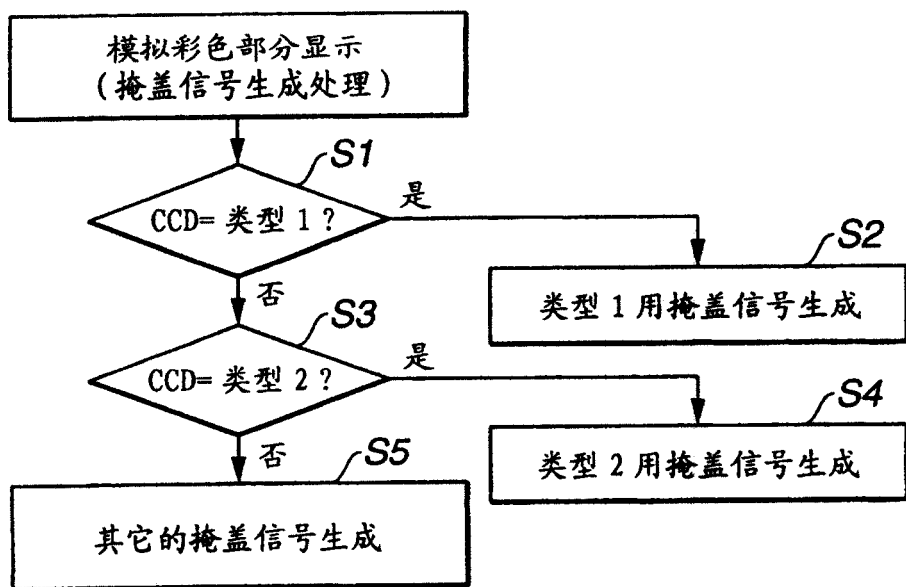 模拟彩色部分显示
（掩盖信号生成处理）
S1
CCD=类型1？
是
S2
类型1用掩盖信号生成
否
S3
CCD=类型2？
是
S4
类型2用掩盖信号生成
否
S5
其它的掩盖信号生成